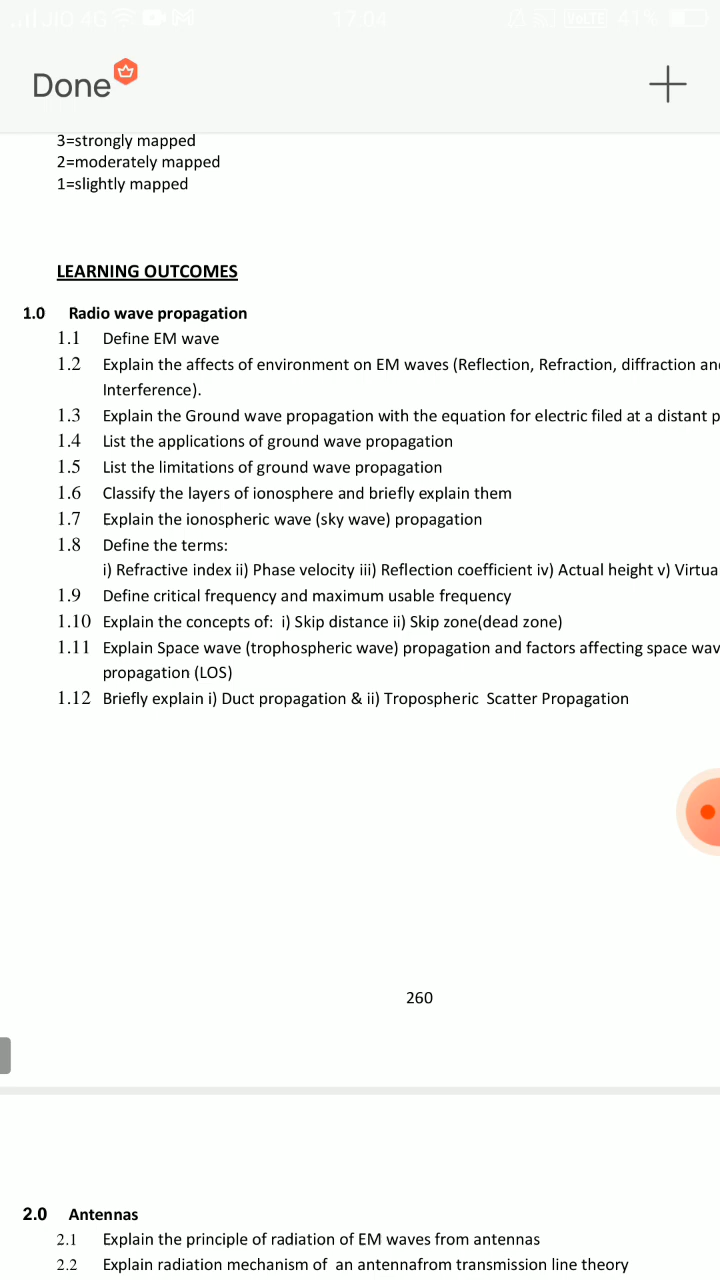 JIO 4G 17:04 VoLTE 41%
Done
3=strongly mapped
2=moderately mapped
1=slightly mapped
LEARNING OUTCOMES
1.0 Radio wave propagation
1.1 Define EM wave
1.2 Explain the affects of environment on EM waves (Reflection, Refraction, diffraction an
Interference).
1.3 Explain the Ground wave propagation with the equation for electric filed at a distant p
1.4 List the applications of ground wave propagation
1.5 List the limitations of ground wave propagation
1.6 Classify the layers of ionosphere and briefly explain them
1.7 Explain the ionospheric wave (sky wave) propagation
1.8 Define the terms:
i) Refractive index ii) Phase velocity iii) Reflection coefficient iv) Actual height v) Virtua
1.9 Define critical frequency and maximum usable frequency
1.10 Explain the concepts of: i) Skip distance ii) Skip zone(dead zone)
1.11 Explain Space wave (trophospheric wave) propagation and factors affecting space wav
propagation (LOS)
1.12 Briefly explain i) Duct propagation & ii) Tropospheric Scatter Propagation
260
2.0 Antennas
2.1 Explain the principle of radiation of EM waves from antennas
2.2 Explain radiation mechanism of an antennafrom transmission line theory